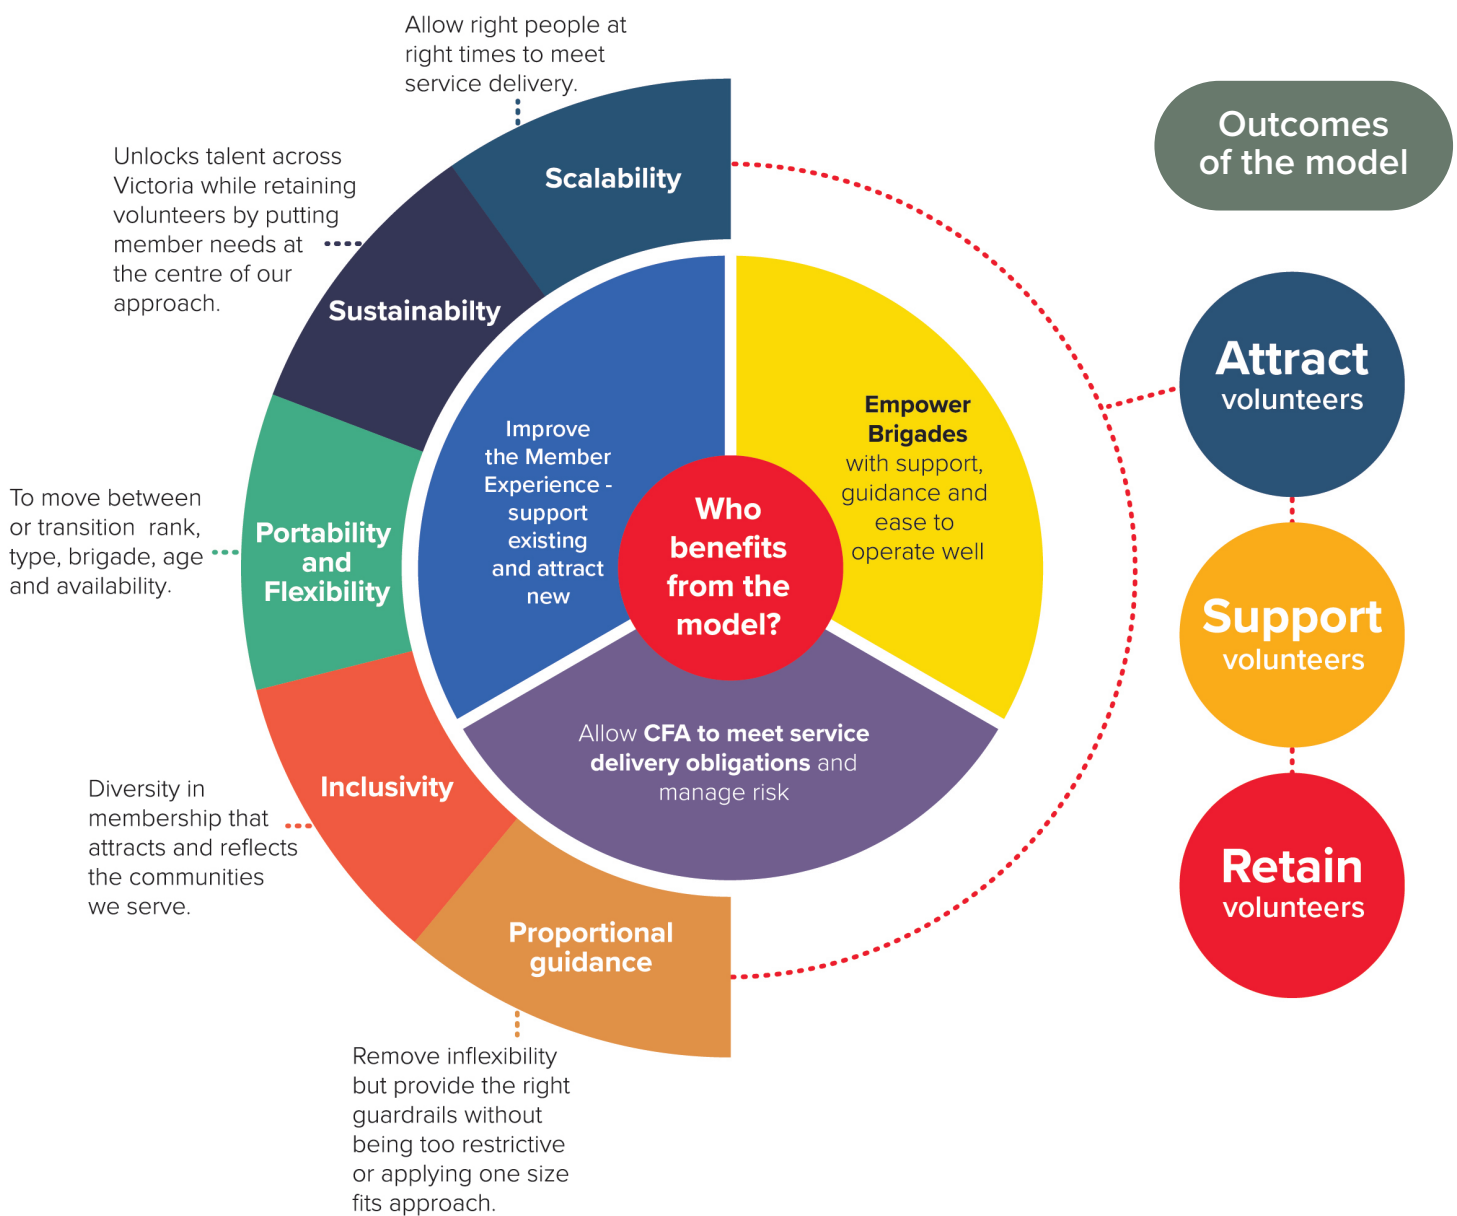 Allow right people at
right times to meet
service delivery.
Scalability
Unlocks talent across
Victoria while retaining
volunteers by putting
member needs at
the centre of our
approach.
Sustainabilty
To move between
or transition rank,
type, brigade, age
and availability.
Portability
and
Flexibility
Diversity in
membership that
attracts and reflects
the communities
we serve.
Inclusivity
Proportional
guidance
Remove inflexibility
but provide the right
guardrails without
being too restrictive
or applying one size
fits approach.
Improve
the Member
Experience -
support
existing
and attract
new
Who
benefits
from the
model?
Empower
Brigades
with support,
guidance and
ease to
operate well
Allow CFA to meet service
delivery obligations and
manage risk
Outcomes
of the model
Attract
volunteers
Support
volunteers
Retain
volunteers